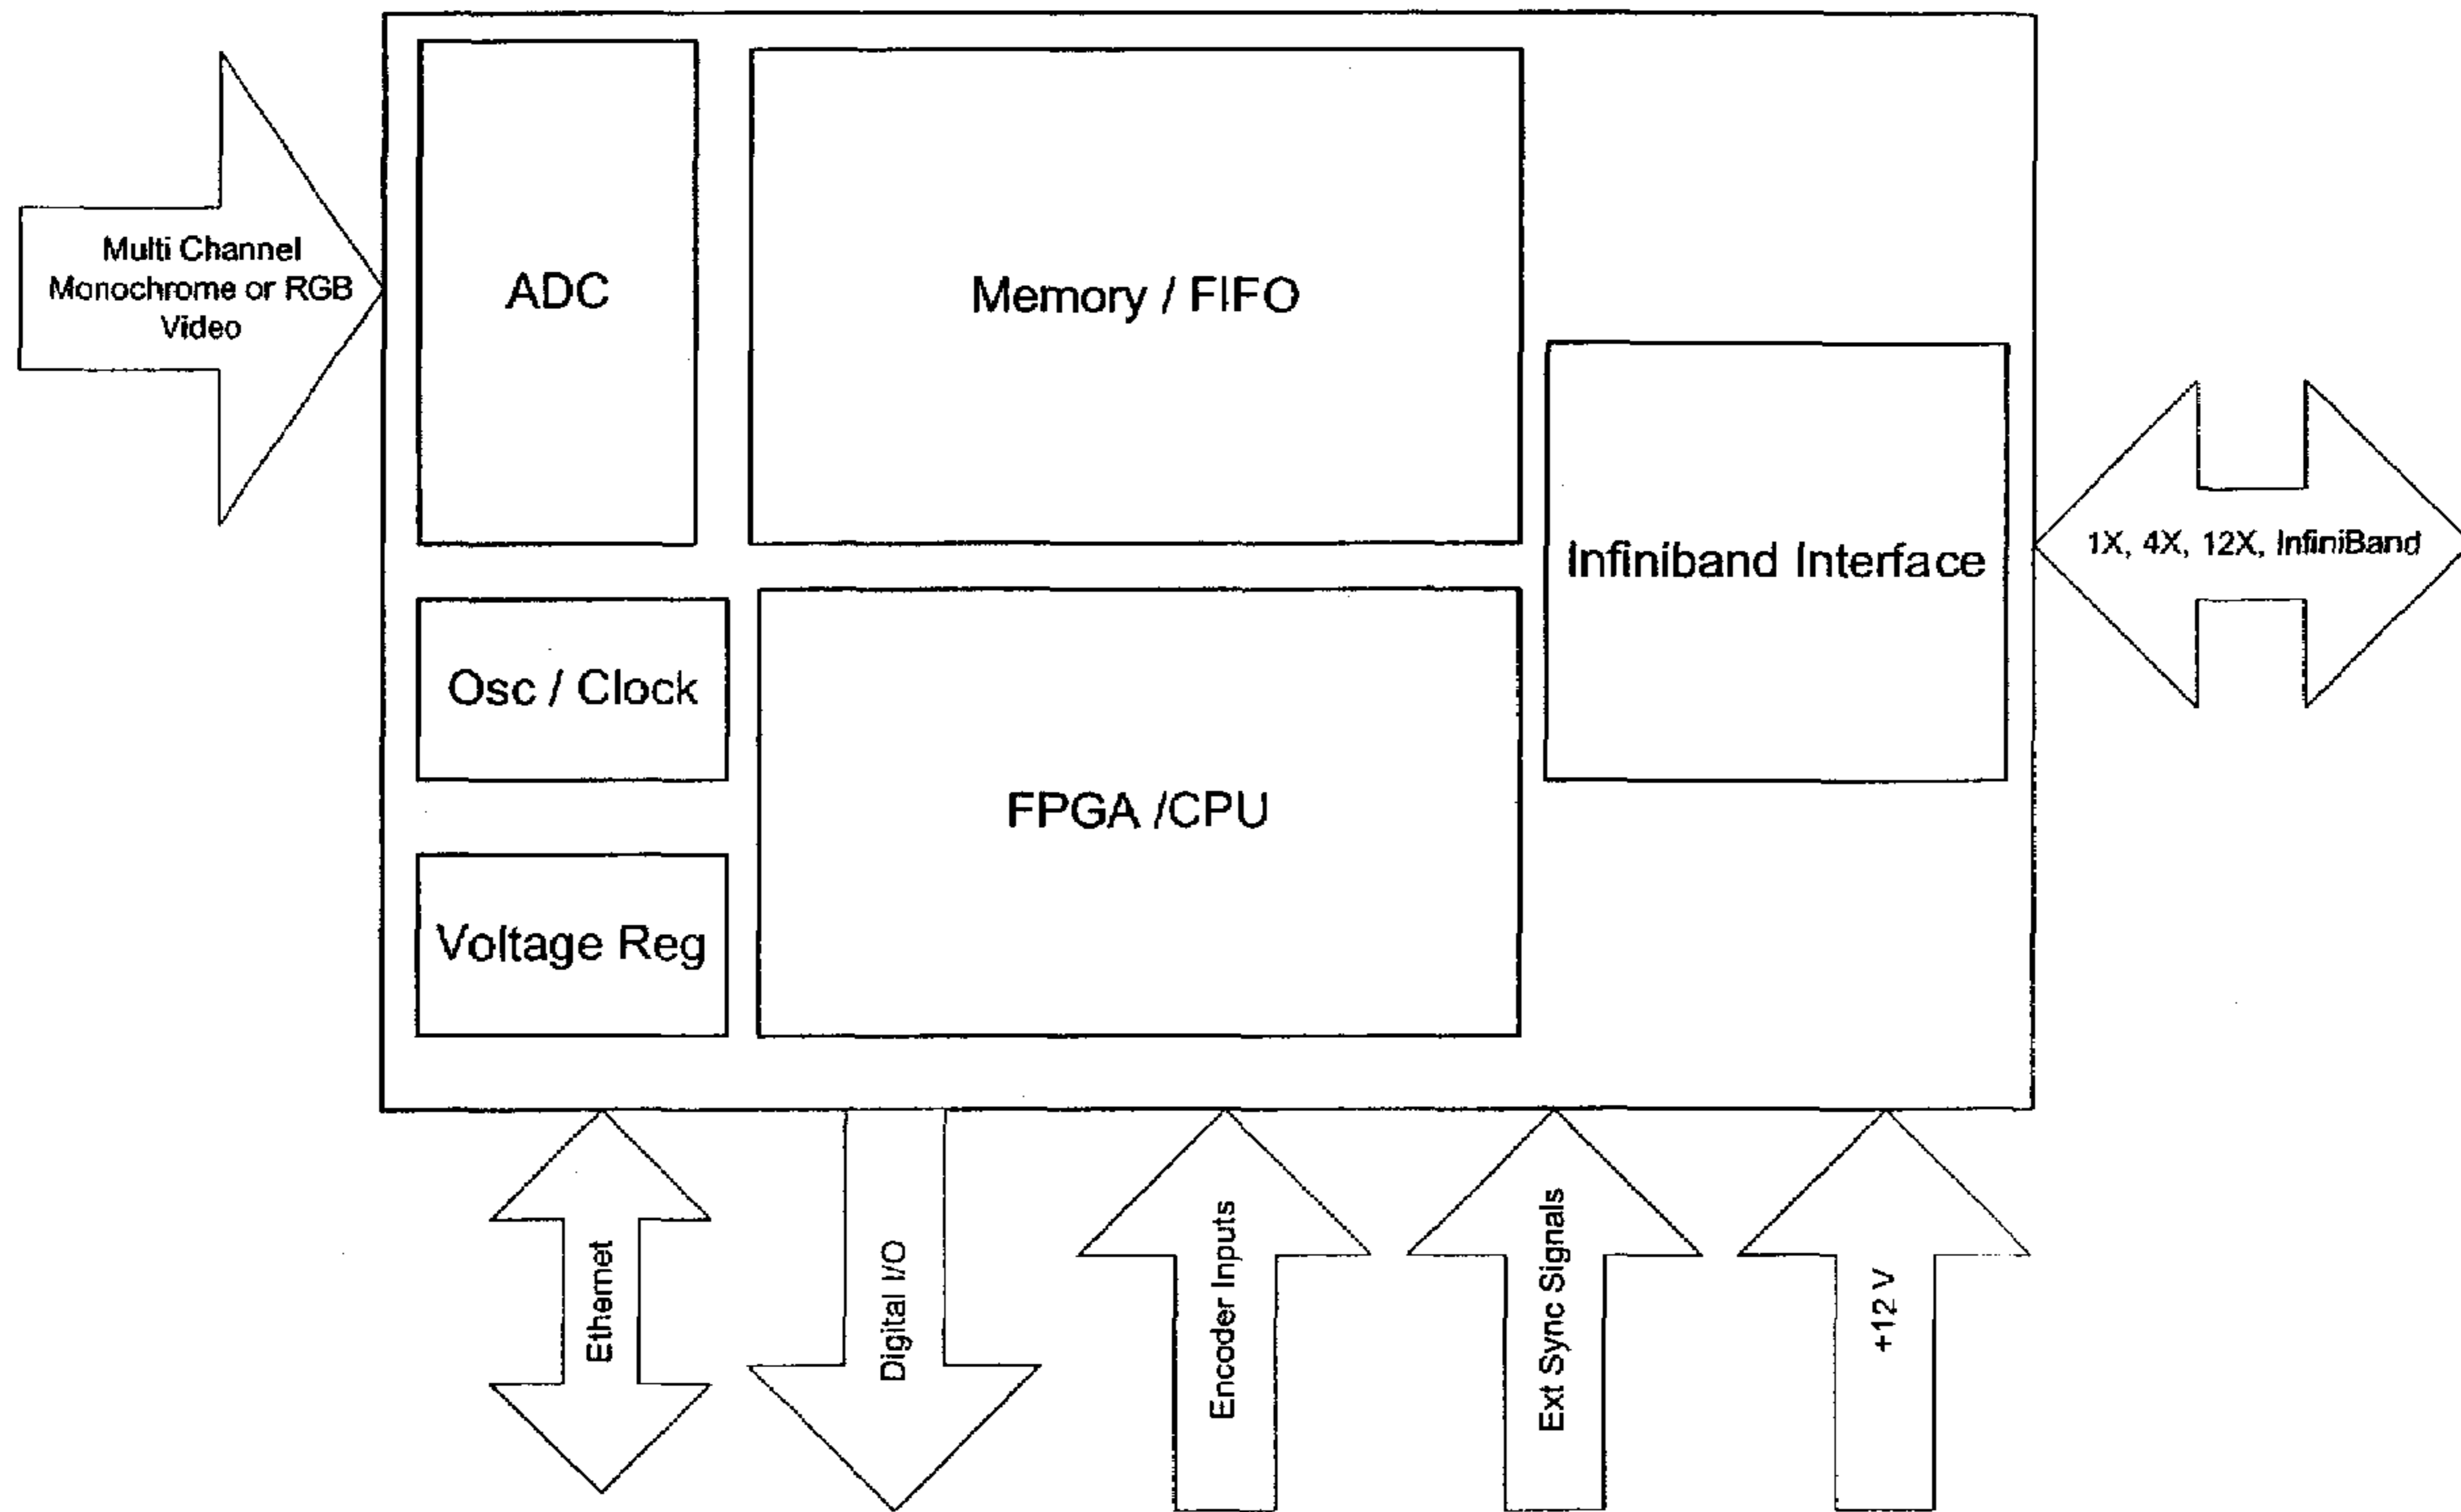 Multi Channel
Monochrome or RGB
Video
ADC
Memory / FIFO
Infiniband Interface
1X, 4X, 12X, InfiniBand
Osc / Clock
FPGA /CPU
Voltage Reg
Ethernet
Digital I/O
Encoder Inputs
Ext Sync Signals
+12 V